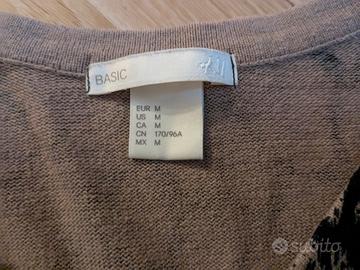 BASIC
EUR M
US M
CA M
CN 170/96A
MX M
subito